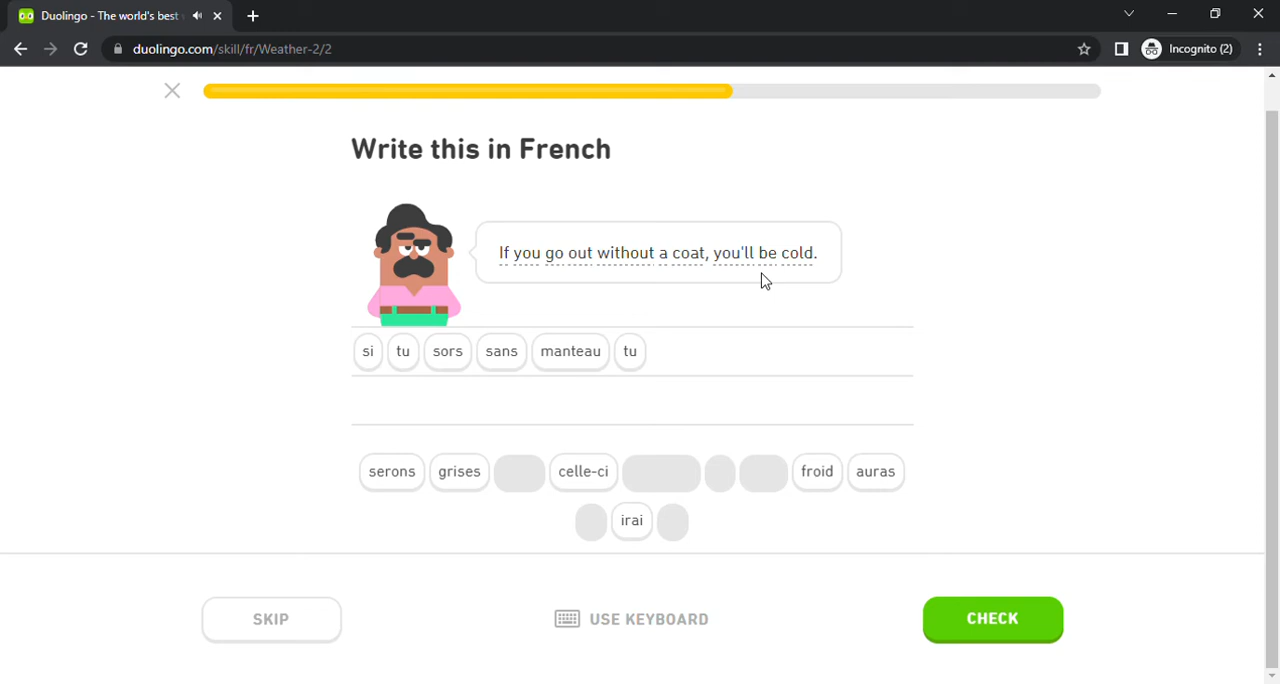 Duolingo - The world's best
duolingo.com/skill/fr/Weather-2/2
Incognito (2)
Write this in French
If you go out without a coat, you'll be cold.
si tu sors sans manteau tu
serons grises celle-ci froid auras
irai
SKIP USE KEYBOARD CHECK